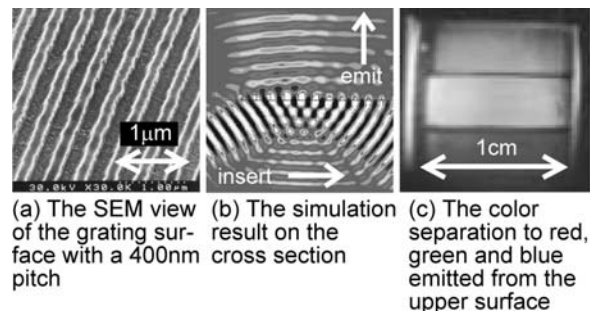 1μm
30.0kV X30.0K 1.00μm
emit
insert
1cm
(a) The SEM view
of the grating sur-
face with a 400nm
pitch
(b) The simulation
result on the
cross section
(c) The color
separation to red,
green and blue
emitted from the
upper surface